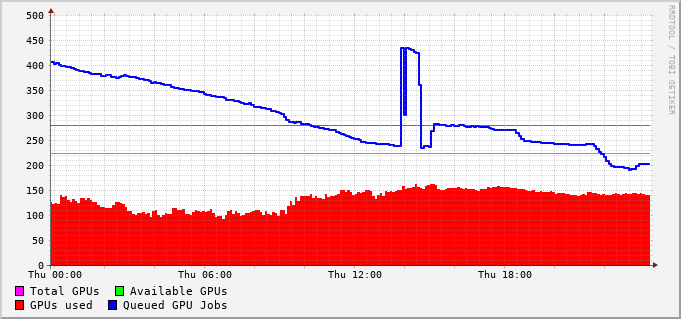 500
450
400
350
300
250
200
150
100
50
0
Thu 00:00 Thu 06:00 Thu 12:00 Thu 18:00
Total GPUs Available GPUs
GPUs used Queued GPU Jobs
RRDTOOL / TOBI OETIKER